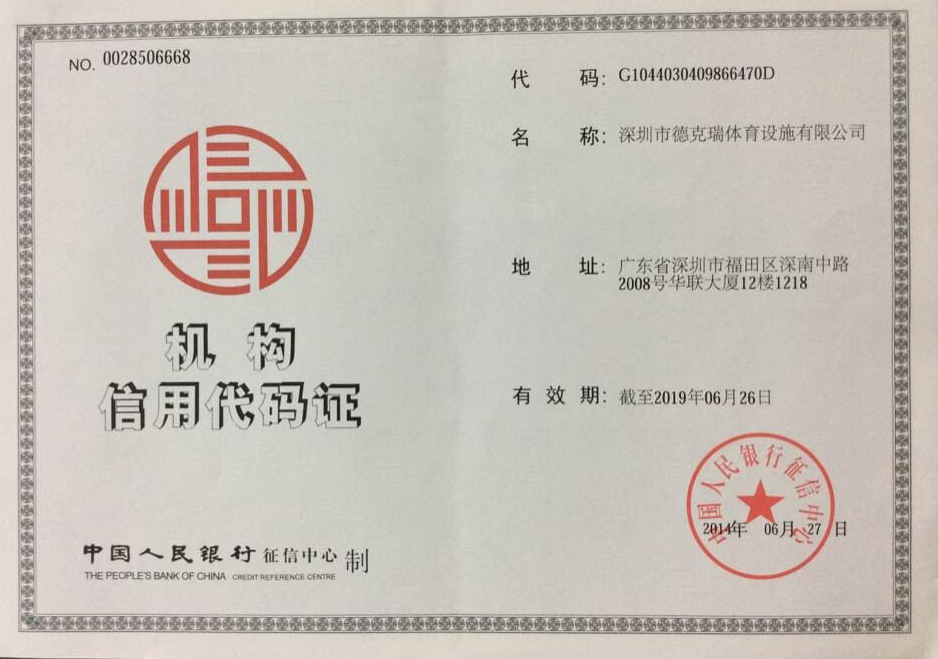 NO. 0028506668
机构
信用代码证
中国人民银行 征信中心 制
THE PEOPLE'S BANK OF CHINA CREDIT REFERENCE CENTRE
代 码: G1044030409866470D
名 称: 深圳市德克瑞体育设施有限公司
地 址: 广东省深圳市福田区深南中路
2008号华联大厦12楼1218
有 效 期: 截至2019年06月26日
中国人民银行征信中心
2014年 06月 27 日